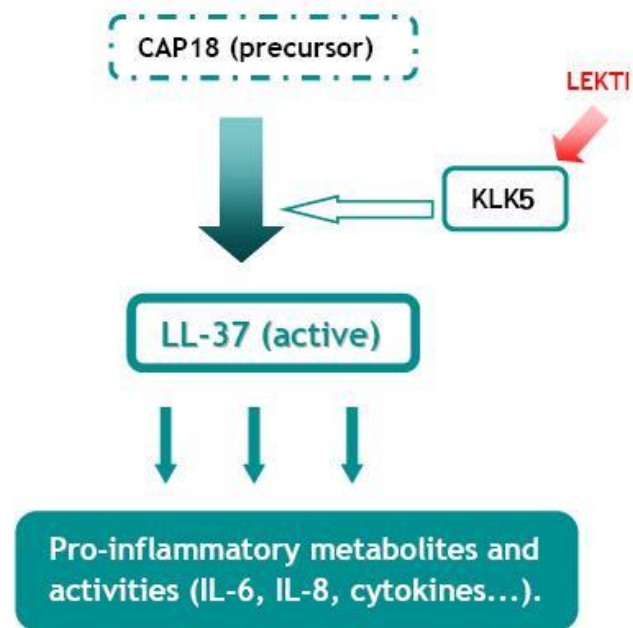 CAP18 (precursor)
LEKTI
KLK5
LL-37 (active)
Pro-inflammatory metabolites and
activities (IL-6, IL-8, cytokines...).